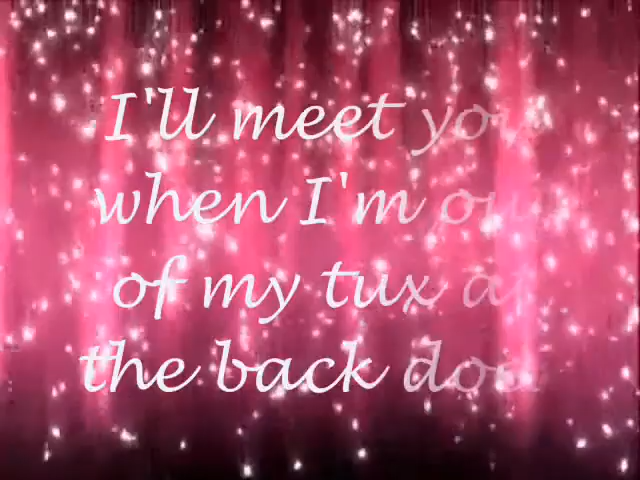 I'll meet you
when I'm out
of my tux at
the back door